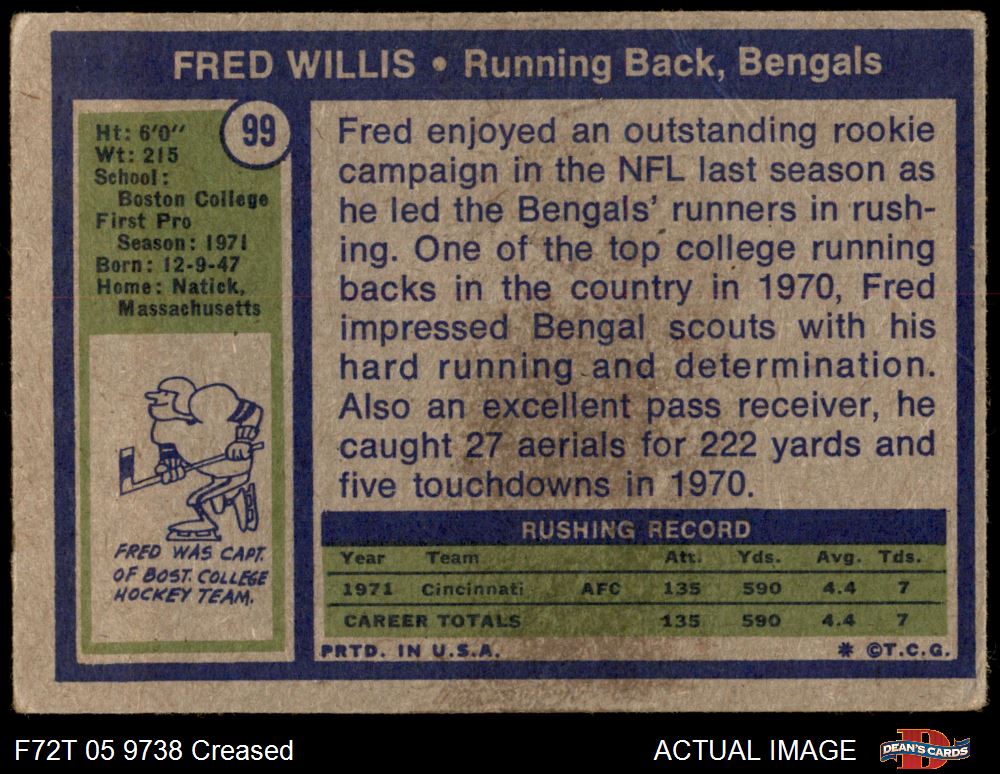 FRED WILLIS • Running Back, Bengals
99
Ht: 6'0"
Wt: 215
School:
Boston College
First Pro
Season: 1971
Born: 12-9-47
Home: Natick,
Massachusetts
FRED WAS CAPT.
OF BOST. COLLEGE
HOCKEY TEAM.
Fred enjoyed an outstanding rookie
campaign in the NFL last season as
he led the Bengals' runners in rush-
ing. One of the top college running
backs in the country in 1970, Fred
impressed Bengal scouts with his
hard running and determination.
Also an excellent pass receiver, he
caught 27 aerials for 222 yards and
five touchdowns in 1970.
RUSHING RECORD
Year Team Att. Yds. Avg. Tds.
1971 Cincinnati AFC 135 590 4.4 7
CAREER TOTALS 135 590 4.4 7
PRTD. IN U.S.A. * ©T.C.G.
F72T 05 9738 Creased ACTUAL IMAGE DEAN'S CARDS